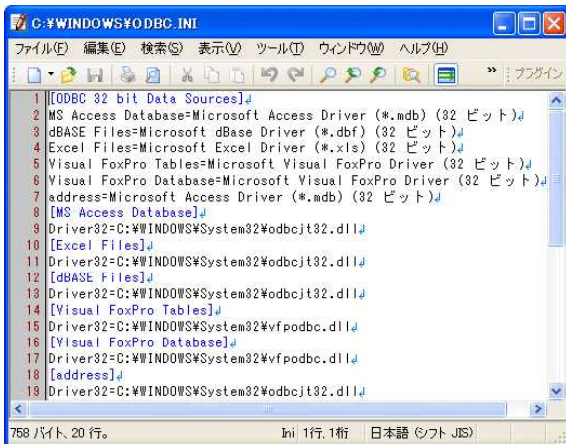 C:¥WINDOWS¥ODBC.INI
ファイル(F) 編集(E) 検索(S) 表示(V) ツール(T) ウィンドウ(W) ヘルプ(H)
» プラグイン
1 [ODBC 32 bit Data Sources]↲
2 MS Access Database=Microsoft Access Driver (*.mdb) (32 ビット)↲
3 dBASE Files=Microsoft dBase Driver (*.dbf) (32 ビット)↲
4 Excel Files=Microsoft Excel Driver (*.xls) (32 ビット)↲
5 Visual FoxPro Tables=Microsoft Visual FoxPro Driver (32 ビット)↲
6 Visual FoxPro Database=Microsoft Visual FoxPro Driver (32 ビット)↲
7 address=Microsoft Access Driver (*.mdb) (32 ビット)↲
8 [MS Access Database]↲
9 Driver32=C:¥WINDOWS¥System32¥odbcjt32.dll↲
10 [Excel Files]↲
11 Driver32=C:¥WINDOWS¥System32¥odbcjt32.dll↲
12 [dBASE Files]↲
13 Driver32=C:¥WINDOWS¥System32¥odbcjt32.dll↲
14 [Visual FoxPro Tables]↲
15 Driver32=C:¥WINDOWS¥System32¥vfpodbc.dll↲
16 [Visual FoxPro Database]↲
17 Driver32=C:¥WINDOWS¥System32¥vfpodbc.dll↲
18 [address]↲
19 Driver32=C:¥WINDOWS¥System32¥odbcjt32.dll↲
758 バイト、20 行。 Ini 1行, 1桁 日本語 (シフト JIS)